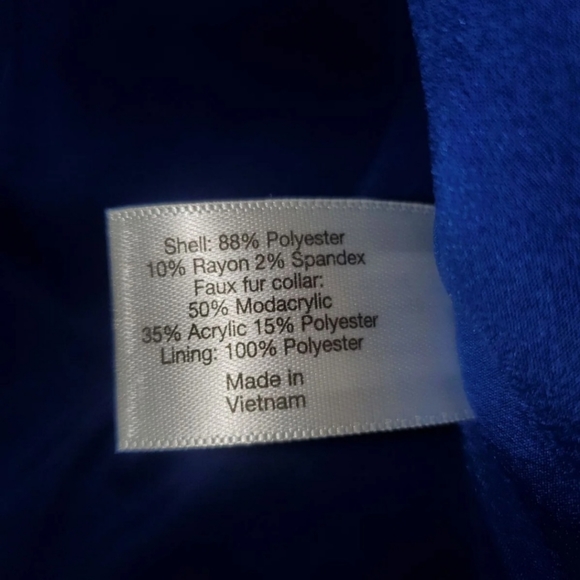 Shell: 88% Polyester
10% Rayon 2% Spandex
Faux fur collar:
50% Modacrylic
35% Acrylic 15% Polyester
Lining: 100% Polyester
Made in
Vietnam